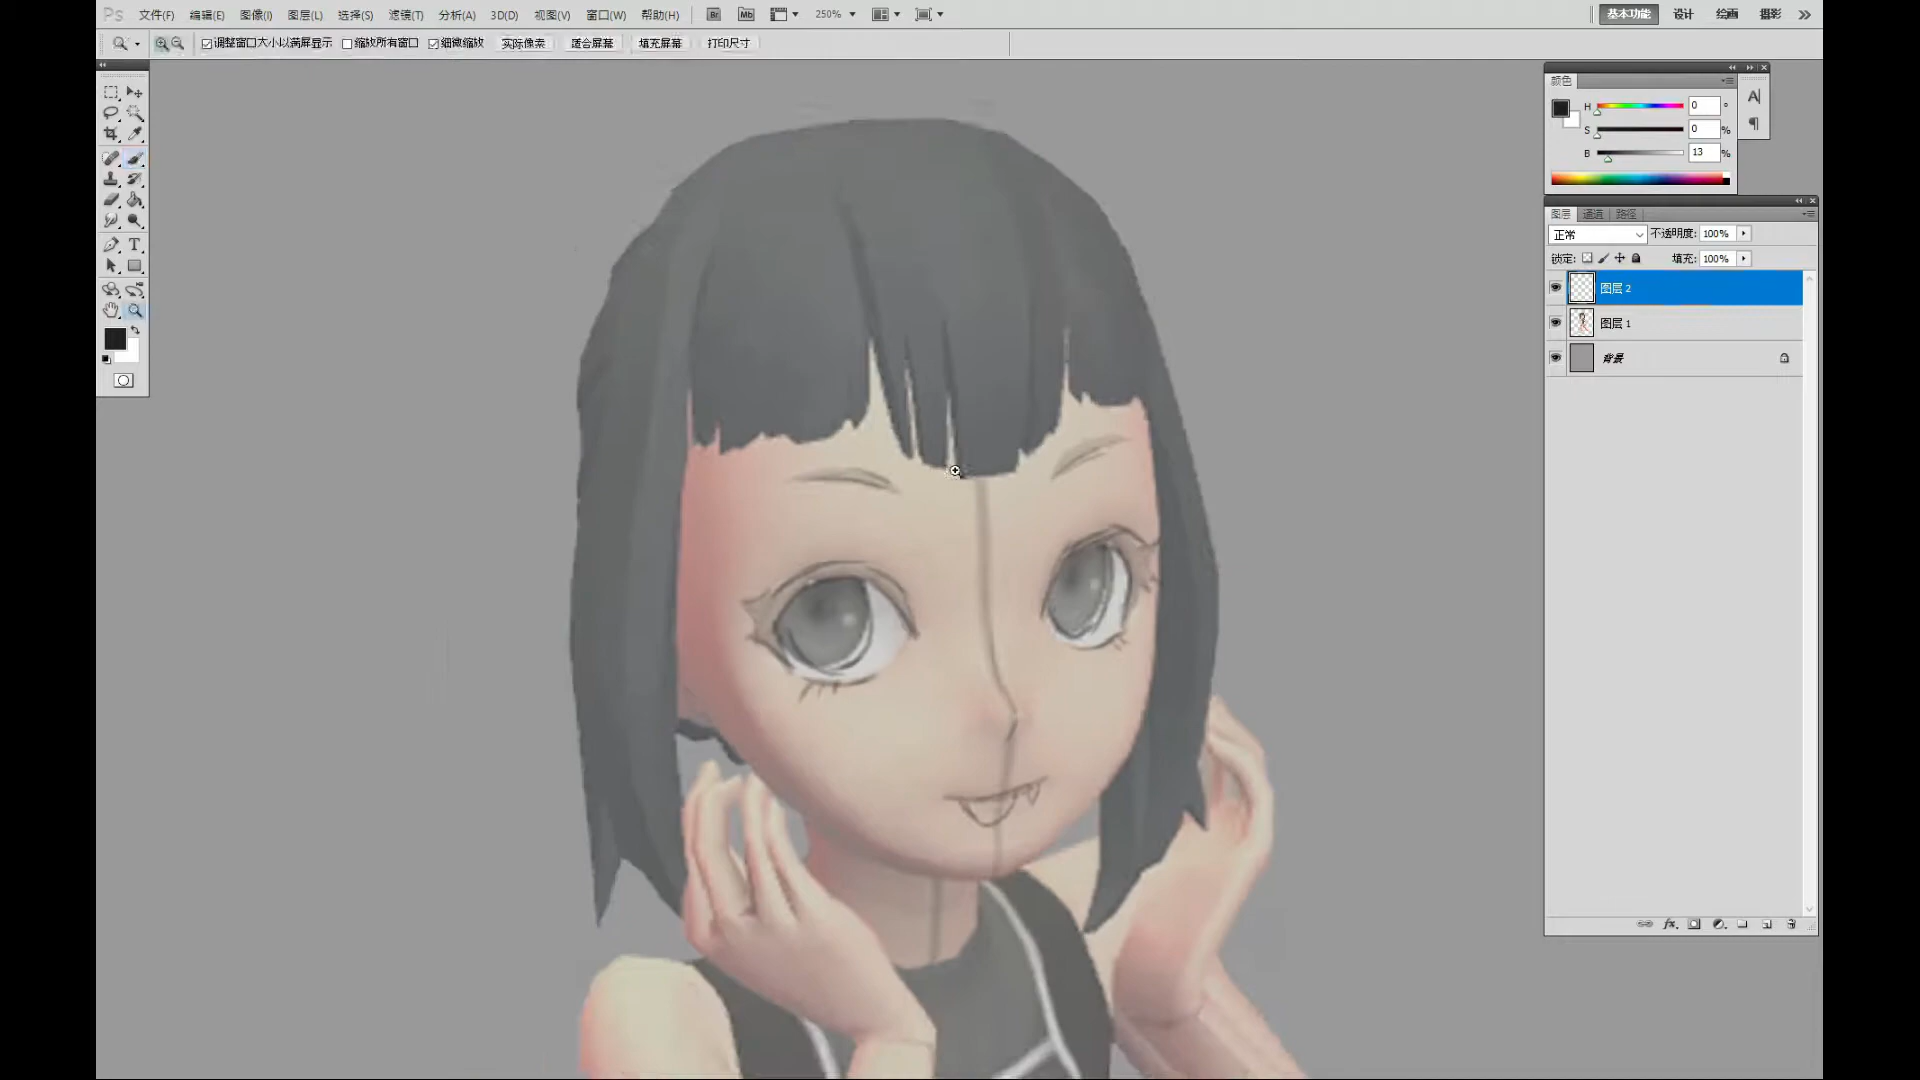 Ps 文件(F) 编辑(E) 图像(I) 图层(L) 选择(S) 滤镜(T) 分析(A) 3D(D) 视图(V) 窗口(W) 帮助(H) Br Mb 250% 基本功能 设计 绘画 摄影
调整窗口大小以满屏显示 缩放所有窗口 细微缩放 实际像素 适合屏幕 填充屏幕 打印尺寸
颜色
H 0 °
S 0 %
B 13 %
图层 通道 路径
正常 不透明度: 100%
锁定: 填充: 100%
图层 2
图层 1
背景
T
A
fx